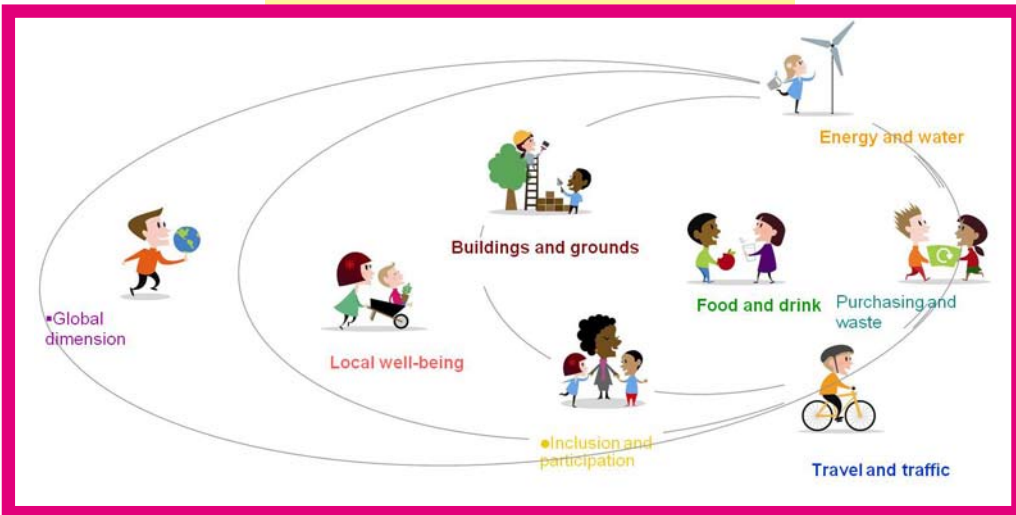 Energy and water
Buildings and grounds
Food and drink
Purchasing and
waste
▪Global
dimension
Local well-being
●Inclusion and
participation
Travel and traffic